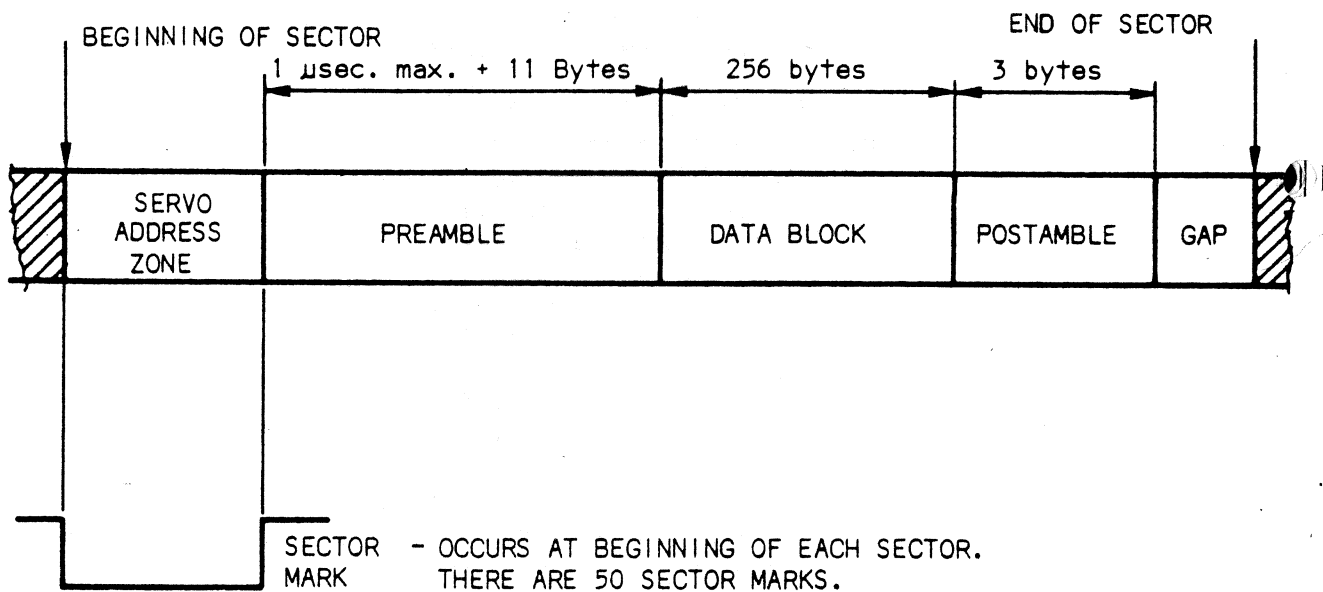 BEGINNING OF SECTOR
END OF SECTOR
1 µsec. max. + 11 Bytes
256 bytes
3 bytes
SERVO
ADDRESS
ZONE
PREAMBLE
DATA BLOCK
POSTAMBLE
GAP
SECTOR - OCCURS AT BEGINNING OF EACH SECTOR.
MARK THERE ARE 50 SECTOR MARKS.